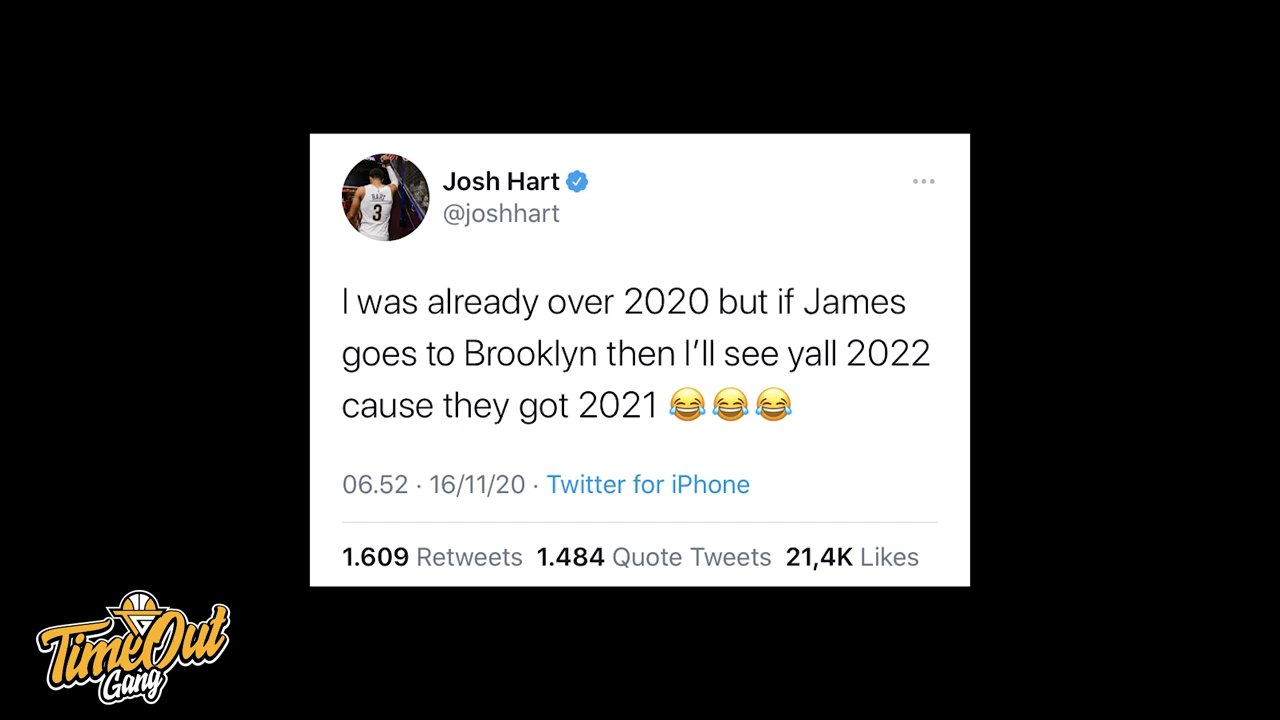 Josh Hart
@joshhart
HART
3
I was already over 2020 but if James
goes to Brooklyn then I’ll see yall 2022
cause they got 2021 😂😂😂
06.52 · 16/11/20 · Twitter for iPhone
1.609 Retweets 1.484 Quote Tweets 21,4K Likes
TimeOut
Gang